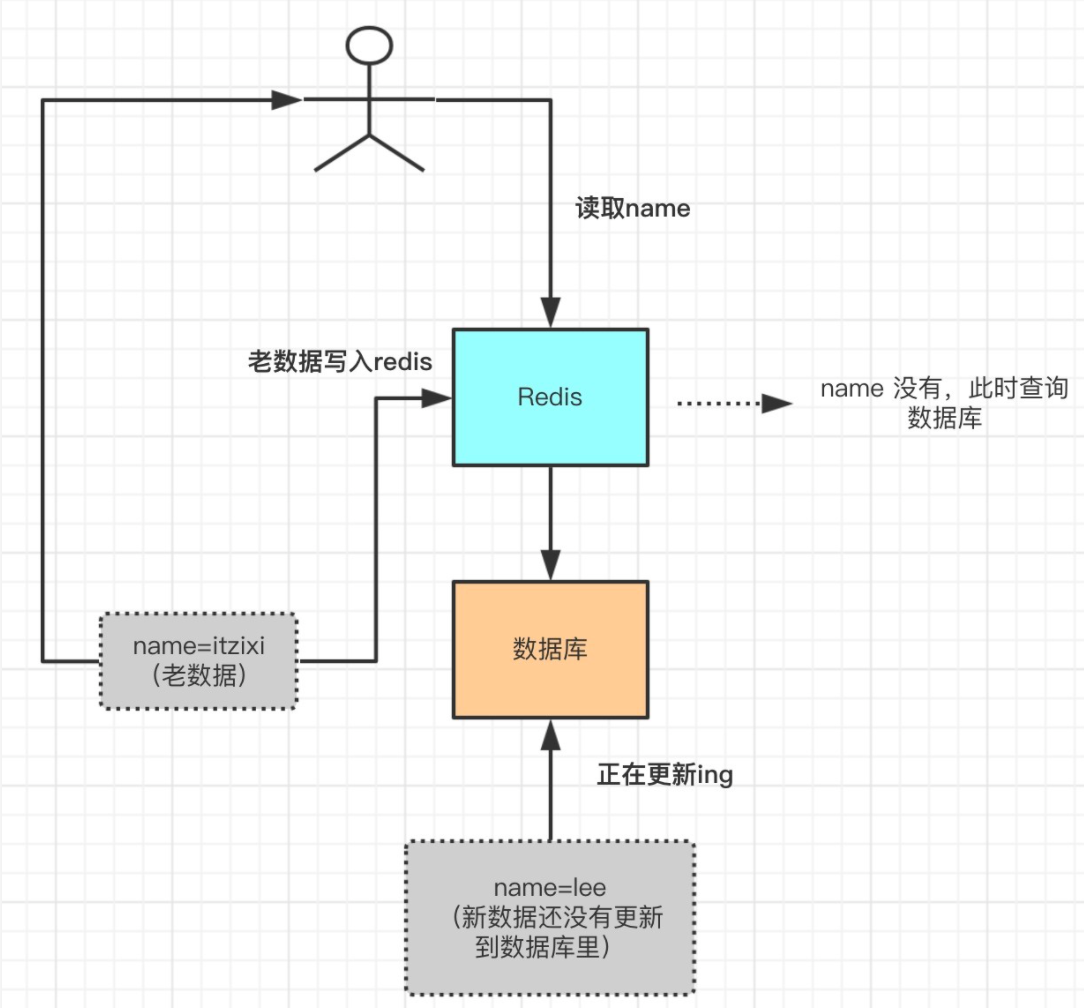 读取name
老数据写入redis
Redis
name 没有，此时查询
数据库
name=itzixi
（老数据）
数据库
正在更新ing
name=lee
（新数据还没有更新
到数据库里）